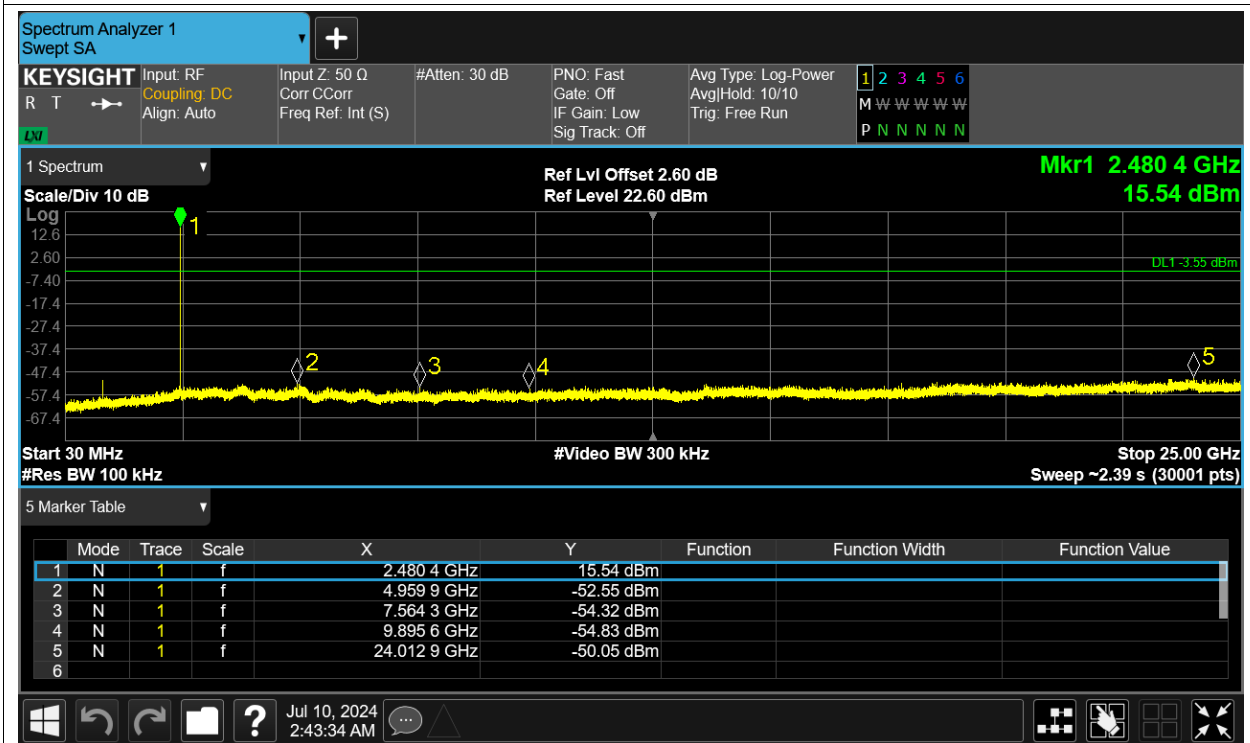 Spectrum Analyzer 1
Swept SA
KEYSIGHT
R T
LXI
Input: RF
Coupling: DC
Align: Auto
Input Z: 50 Ω
Corr CCorr
Freq Ref: Int (S)
#Atten: 30 dB
PNO: Fast
Gate: Off
IF Gain: Low
Sig Track: Off
Avg Type: Log-Power
Avg|Hold: 10/10
Trig: Free Run
1 2 3 4 5 6
M W W W W W
P N N N N N
1 Spectrum
Scale/Div 10 dB
Ref Lvl Offset 2.60 dB
Ref Level 22.60 dBm
Mkr1 2.480 4 GHz
15.54 dBm
Log
12.6
2.60
-7.40
-17.4
-27.4
-37.4
-47.4
-57.4
-67.4
1
2
3
4
5
DL1 -3.55 dBm
Start 30 MHz
#Video BW 300 kHz
Stop 25.00 GHz
#Res BW 100 kHz
Sweep ~2.39 s (30001 pts)
5 Marker Table
Mode Trace Scale X Y Function Function Width Function Value
1 N 1 f 2.480 4 GHz 15.54 dBm
2 N 1 f 4.959 9 GHz -52.55 dBm
3 N 1 f 7.564 3 GHz -54.32 dBm
4 N 1 f 9.895 6 GHz -54.83 dBm
5 N 1 f 24.012 9 GHz -50.05 dBm
6
?
Jul 10, 2024
2:43:34 AM